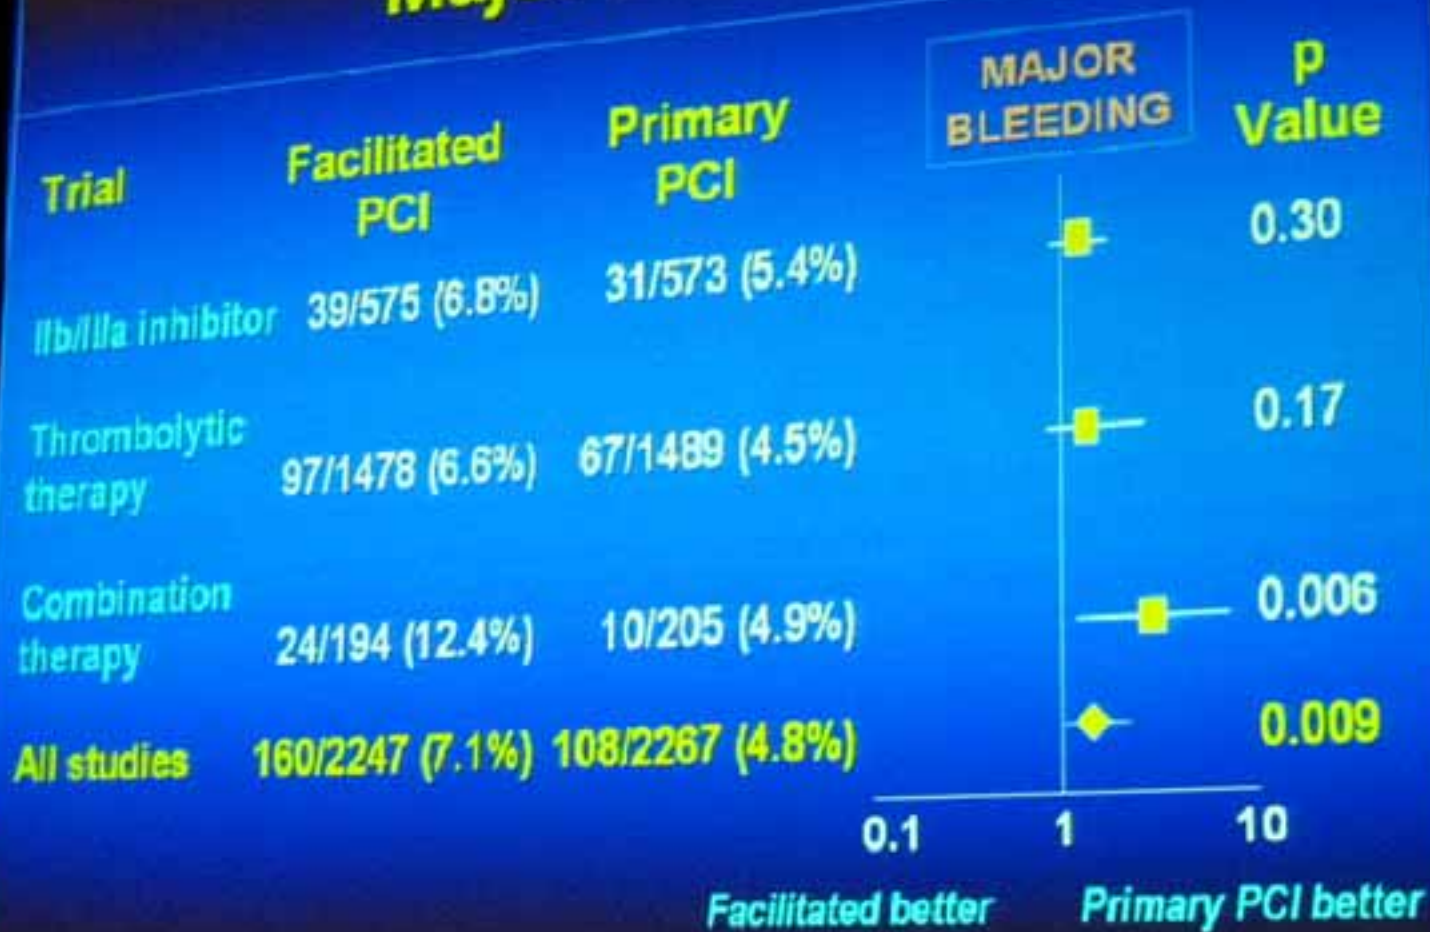 Trial Facilitated PCI Primary PCI MAJOR BLEEDING p Value
IIb/IIIa inhibitor 39/575 (6.8%) 31/573 (5.4%) 0.30
Thrombolytic therapy 97/1478 (6.6%) 67/1489 (4.5%) 0.17
Combination therapy 24/194 (12.4%) 10/205 (4.9%) 0.006
All studies 160/2247 (7.1%) 108/2267 (4.8%) 0.009
0.1 1 10
Facilitated better Primary PCI better